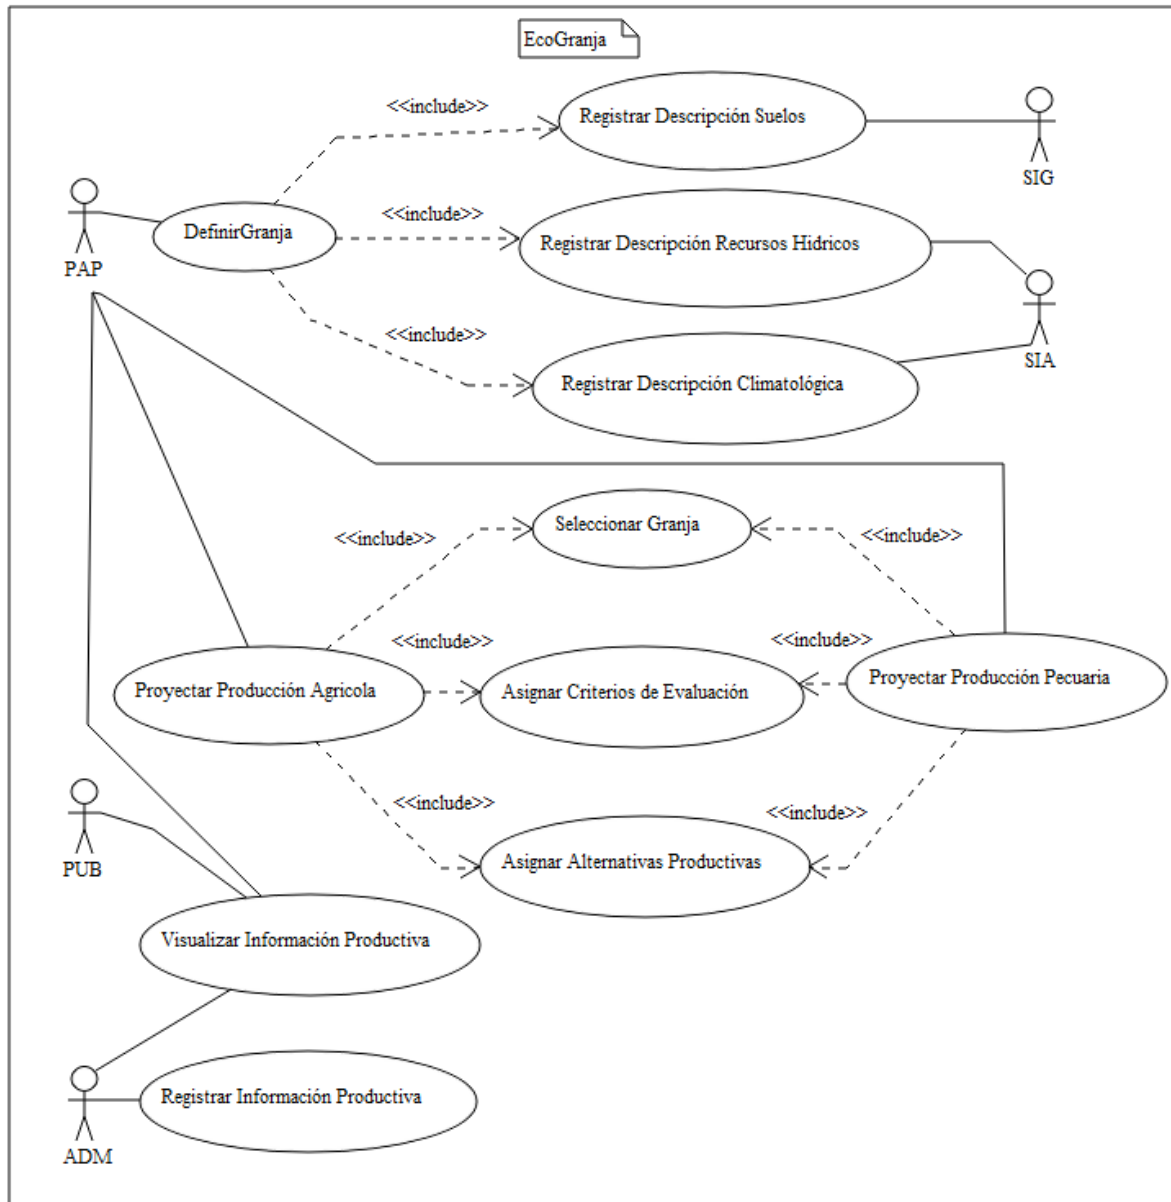 EcoGranja
<<include>>
Registrar Descripción Suelos
SIG
<<include>>
DefinirGranja
Registrar Descripción Recursos Hidricos
PAP
<<include>>
SIA
Registrar Descripción Climatológica
Seleccionar Granja
<<include>>
<<include>>
<<include>>
<<include>>
Proyectar Producción Agricola
Asignar Criterios de Evaluación
Proyectar Producción Pecuaria
<<include>>
<<include>>
Asignar Alternativas Productivas
PUB
Visualizar Información Productiva
Registrar Información Productiva
ADM